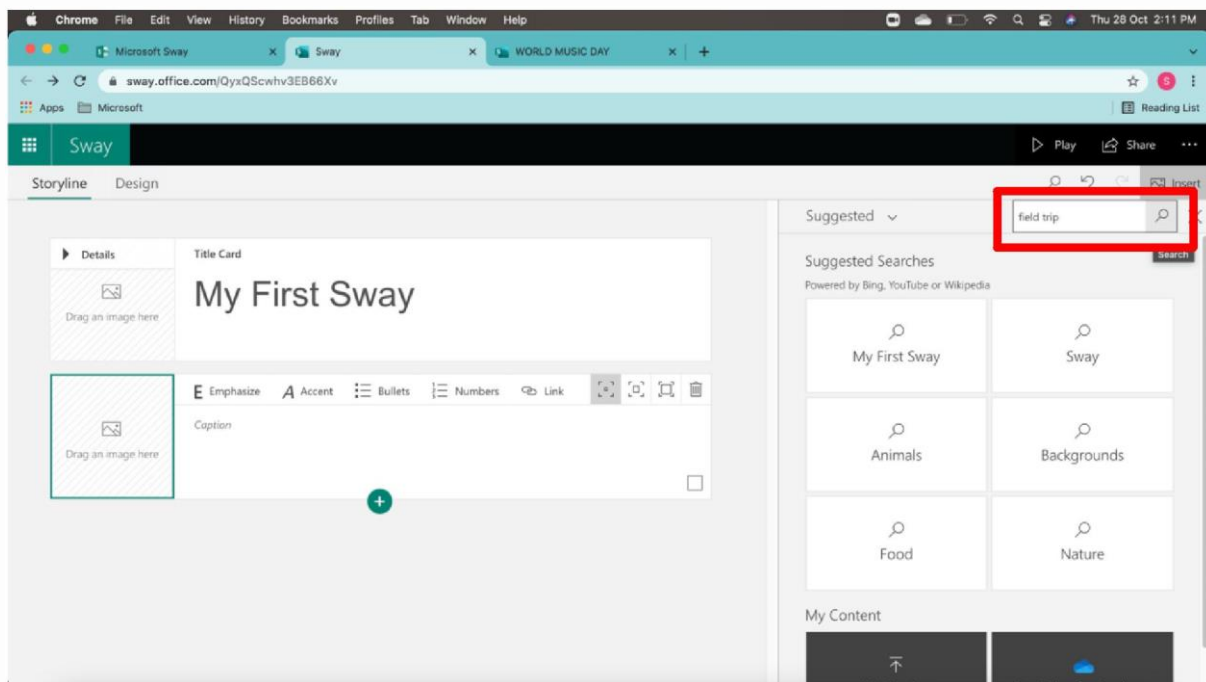 Chrome File Edit View History Bookmarks Profiles Tab Window Help
Thu 28 Oct 2:11 PM
Microsoft Sway
Sway
WORLD MUSIC DAY
sway.office.com/QyxQScwhv3EB66Xv
S
Apps Microsoft
Reading List
Sway
Play Share
Storyline Design
Insert
Suggested
field trip
Search
Details
Title Card
My First Sway
Drag an image here
E Emphasize A Accent Bullets Numbers Link
Caption
Drag an image here
Suggested Searches
Powered by Bing, YouTube or Wikipedia
My First Sway
Sway
Animals
Backgrounds
Food
Nature
My Content